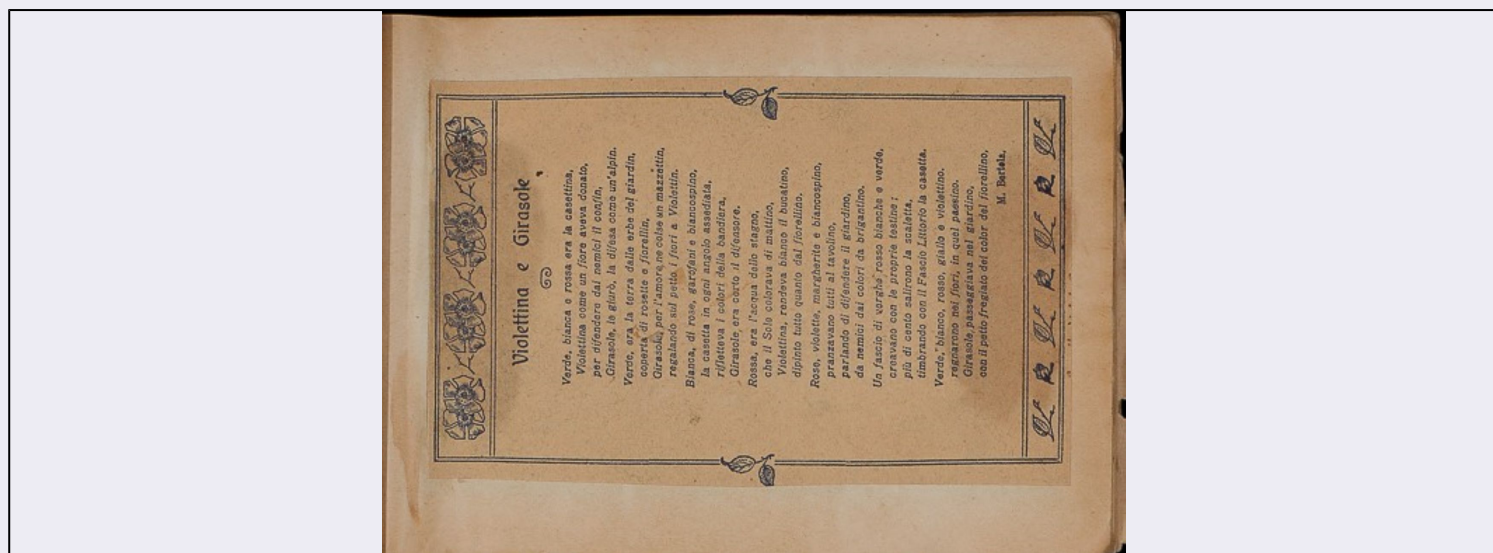 Violettina e Girasole
Verde, bianca e rossa era la casettina,
Violettina come un fiore aveva donato,
per difendere dai nemici il confin,
Girasole, le giurò, la difesa come un'alpin.
Verde, era la terra dalle erbe del giardin,
coperta di rosette e fiorellin,
Girasole, per l'amore ne colse un mazzettin,
regalando sul petto i fiori a Violettin.
Bianca, di rose, garofani e biancospino,
la casetta in ogni angolo assediata,
rifletteva i colori della bandiera,
Girasole era certo il difensore.
Rossa, era l'acqua dello stagno,
che il Sole colorava di mattino,
Violettina, rendeva bianco il bucatino,
dipinto tutto quanto dal fiorellino.
Rose, violette, margherite e biancospino,
pranzavano tutti al tavolino,
parlando di difendere il giardino,
da nemici dai colori da brigantino.
Un fascio di verghe rosso bianche e verde,
creavano con le proprie testine;
più di cento salirono la scaletta,
timbrando con il Fascio Littorio la casetta.
Verde, bianco, rosso, giallo e violettino.
regnarono nei fiori, in quel paesino.
Girasole, passeggiava nel giardino,
con il petto fregiato dei color del fiorellino,
M. Bertela.